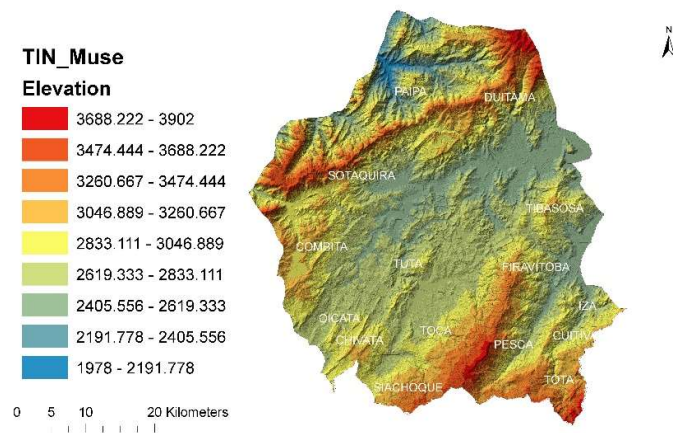 N
TIN_Muse
Elevation
3688.222 - 3902
3474.444 - 3688.222
3260.667 - 3474.444
3046.889 - 3260.667
2833.111 - 3046.889
2619.333 - 2833.111
2405.556 - 2619.333
2191.778 - 2405.556
1978 - 2191.778
0 5 10 20 Kilometers
PAIPA
DUITAMA
SOTAQUIRA
TIBASOSA
COMBITA
TUTA
FIRAVITOBA
IZA
OICATA
TOCA
CUITIVA
CHIVATA
PESCA
SIACHOQUE
TOTA